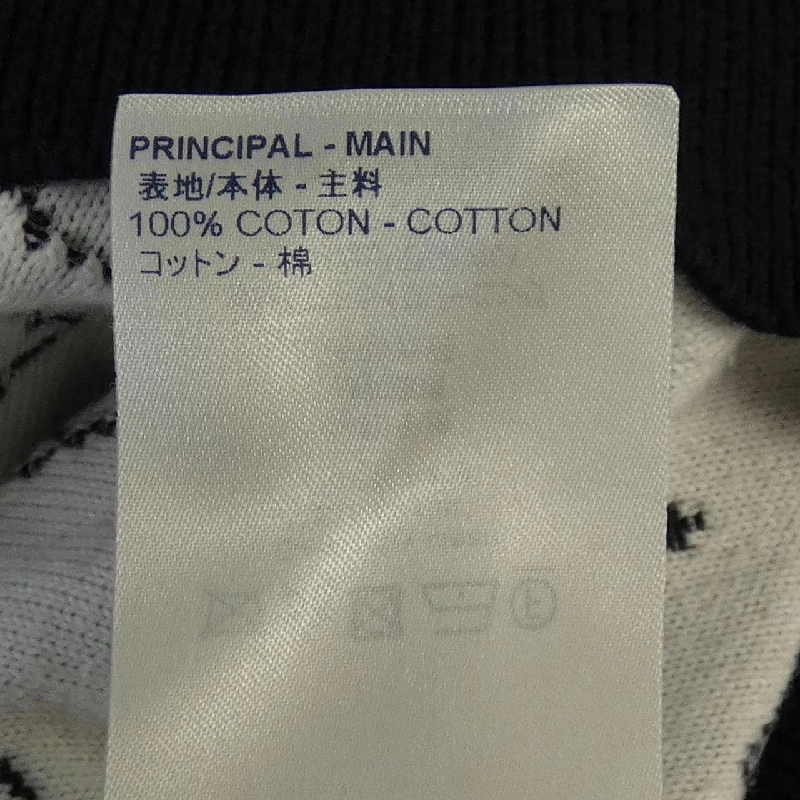 PRINCIPAL - MAIN
表地/本体 - 主料
100% COTON - COTTON
コットン - 棉